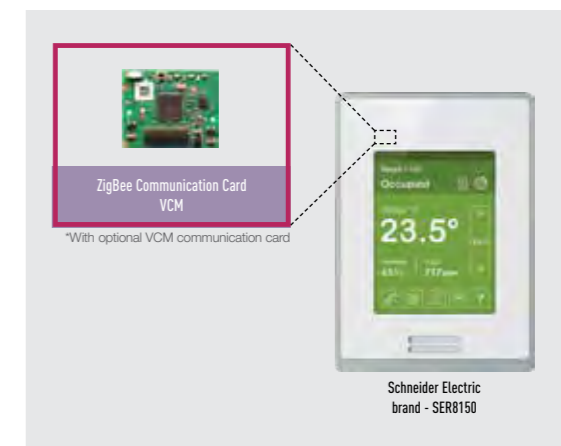 ZigBee Communication Card
VCM
*With optional VCM communication card
Occupied
23.5°
Schneider Electric
brand - SER8150